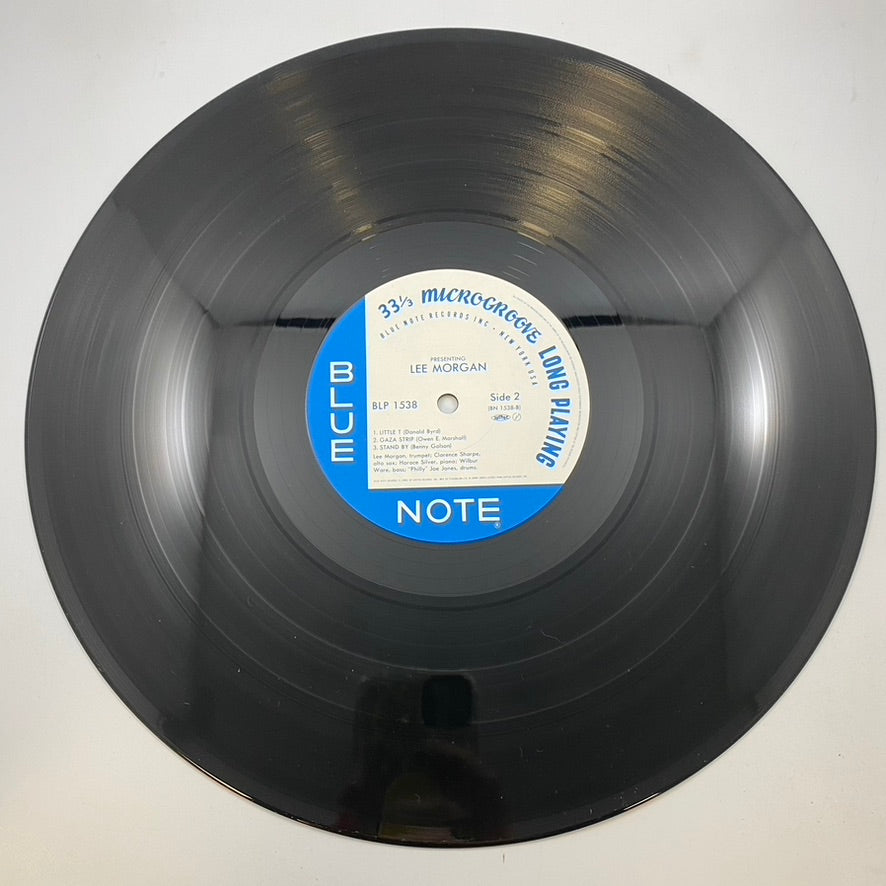 33⅓ MICROGROOVE LONG PLAYING
BLUE NOTE RECORDS INC • NEW YORK USA
PRESENTING
LEE MORGAN
BLP 1538
Side 2
(BN 1538-B)
1. LITTLE T (Donald Byrd)
2. GAZA STRIP (Owen E. Marshall)
3. STAND BY (Benny Golson)
Lee Morgan, trumpet; Clarence Sharpe,
alto sax; Horace Silver, piano; Wilbur
Ware, bass; "Philly" Joe Jones, drums.
BLUE
NOTE
®